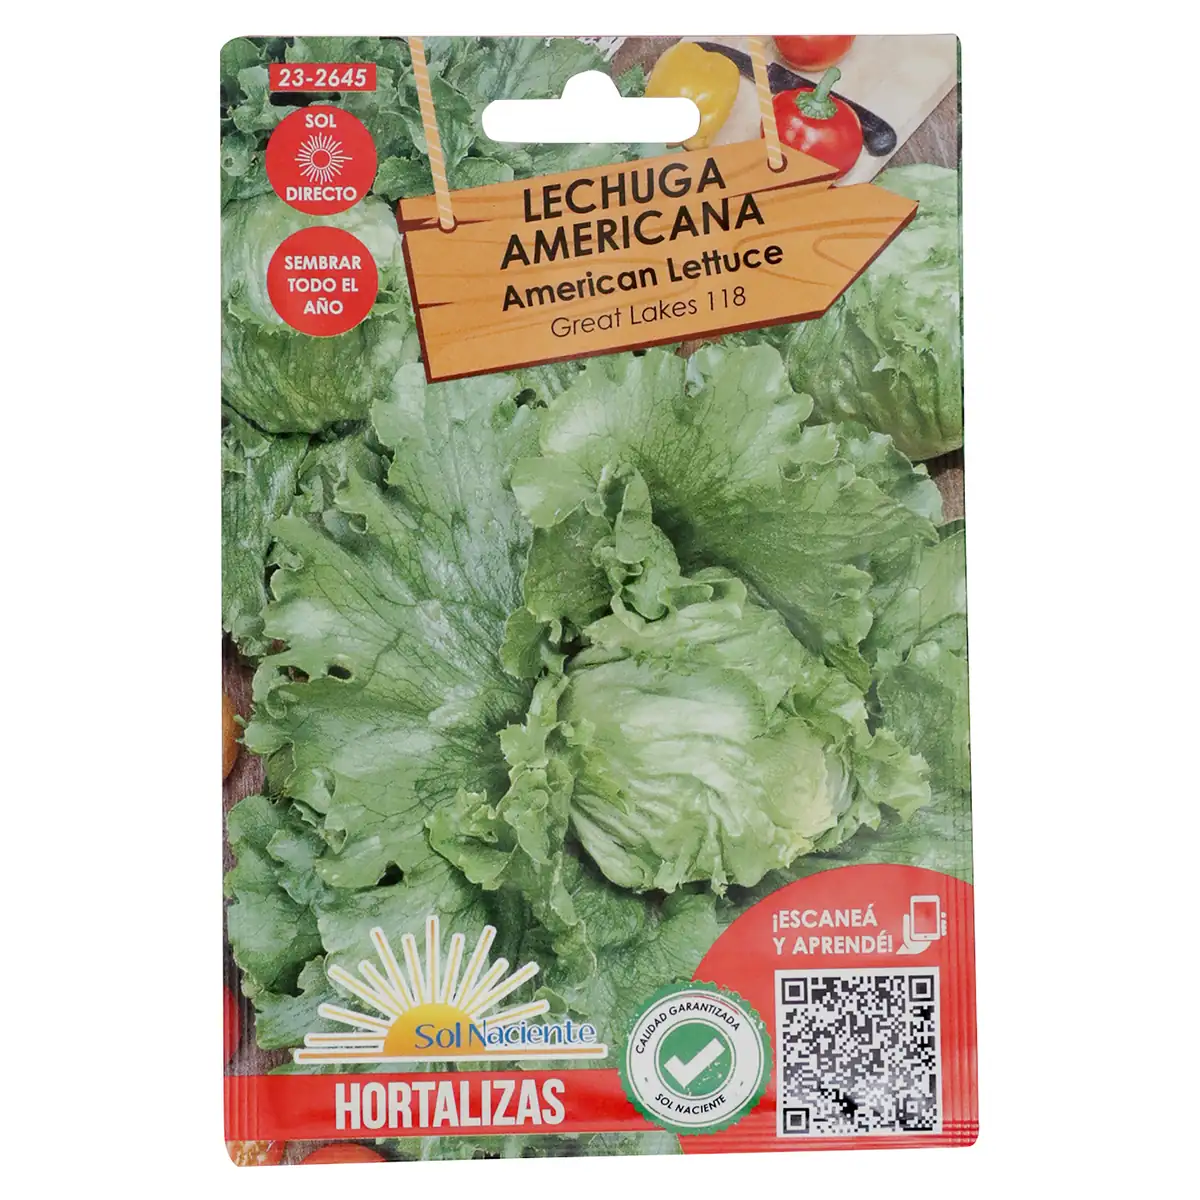 23-2645
SOL
DIRECTO
SEMBRAR
TODO EL
AÑO
LECHUGA
AMERICANA
American Lettuce
Great Lakes 118
¡ESCANEÁ
Y APRENDÉ!
Sol Naciente
CALIDAD GARANTIZADA
- SOL NACIENTE -
HORTALIZAS